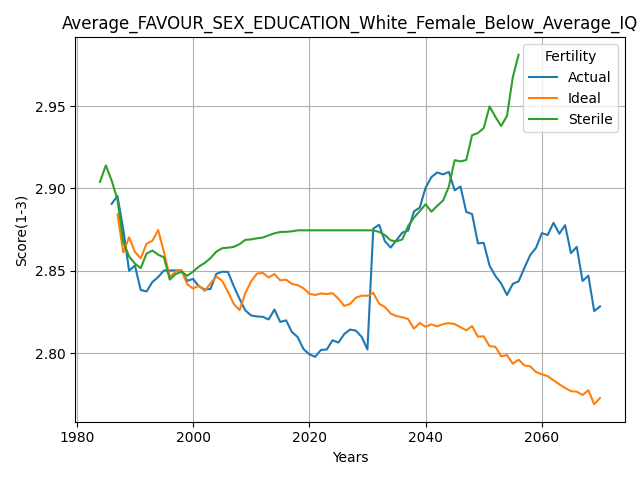 Average_FAVOUR_SEX_EDUCATION_White_Female_Below_Average_IQ
Fertility
Actual
Ideal
Sterile
Score(1-3)
2.95
2.90
2.85
2.80
1980
2000
2020
2040
2060
Years